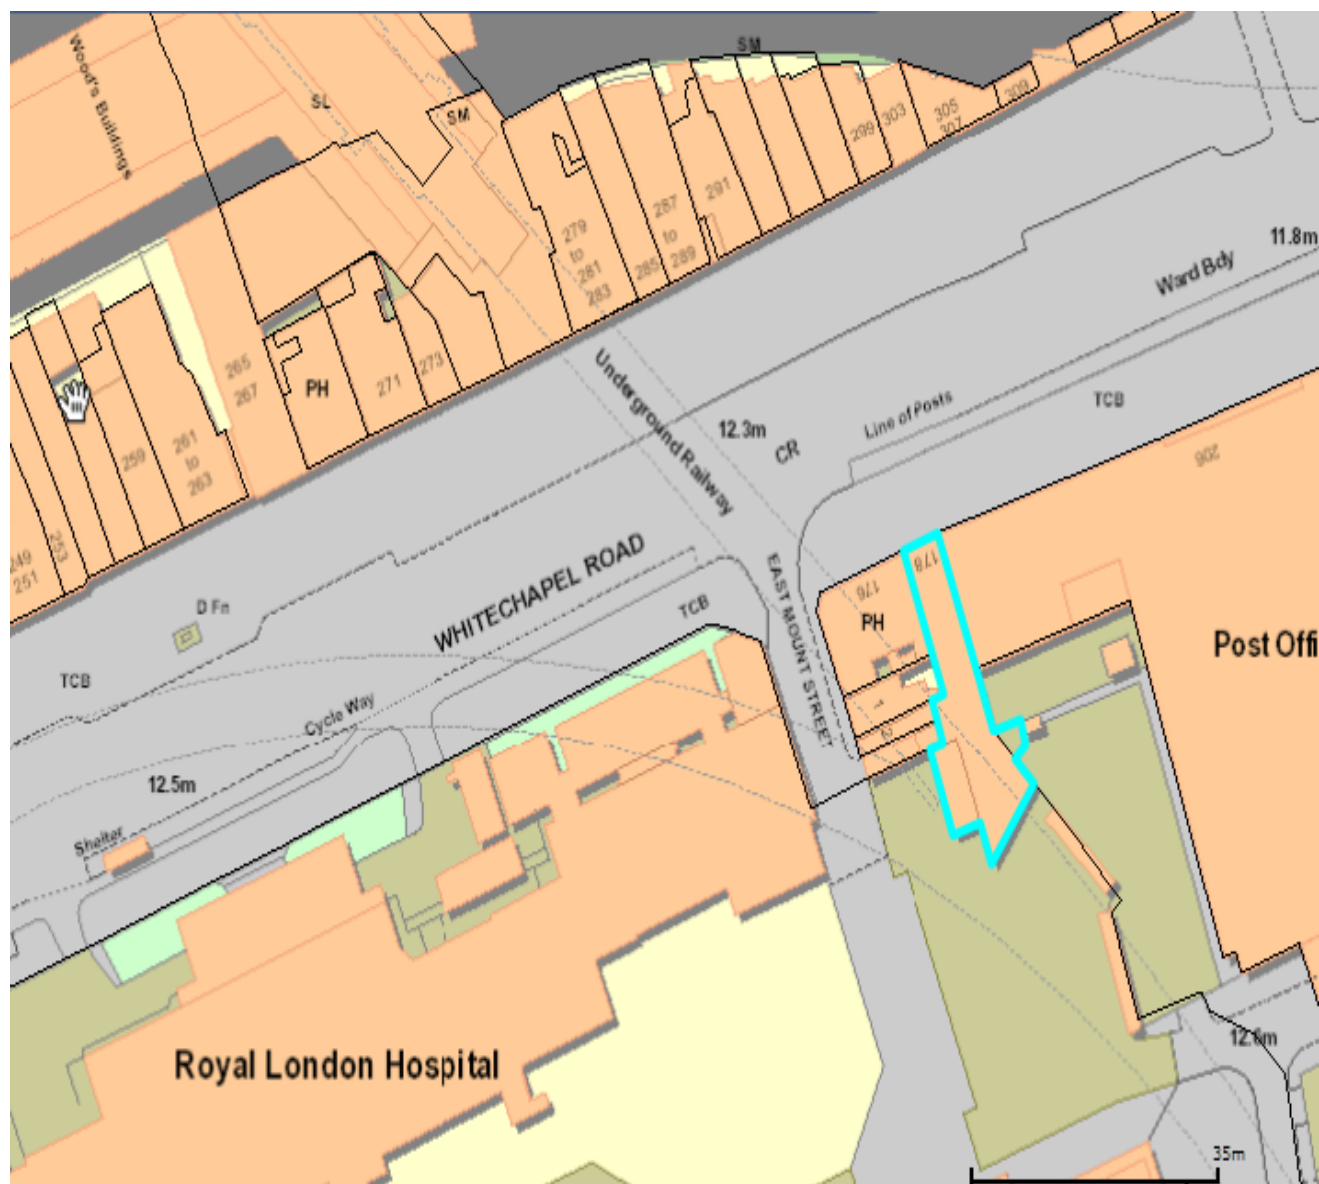 SM
Wood's Buildings
SL
SM
309
305
307
303
299
291
287
to
289
285
279
to
281
283
11.8m
Ward Bdy
265
267
PH
271
273
Underground Railway
TCB
Line of Posts
12.3m
CR
259
261
to
263
253
249
251
206
178
176
PH
EAST MOUNT STREET
WHITECHAPEL ROAD
D Fn
TCB
TCB
Post Offi
1
2
Cycle Way
12.5m
Shelter
Royal London Hospital
12.6m
35m